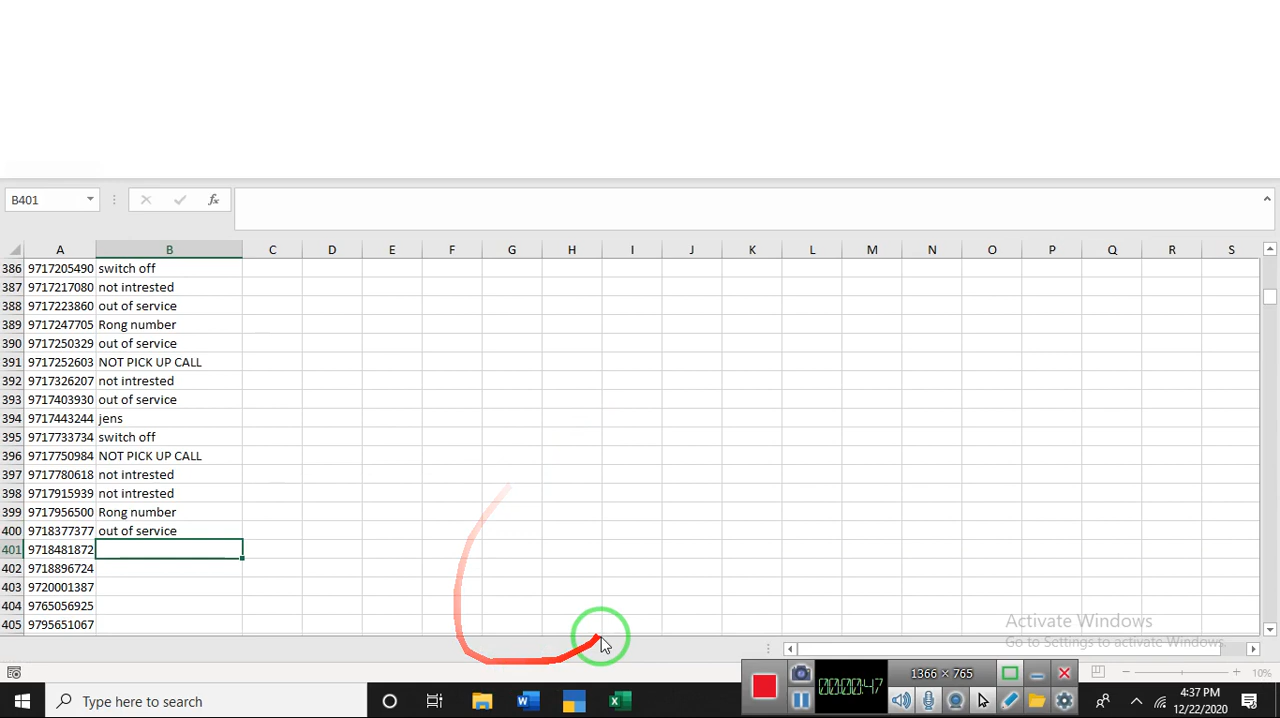 B401
fx
A B C D E F G H I J K L M N O P Q R S
386 9717205490 switch off
387 9717217080 not intrested
388 9717223860 out of service
389 9717247705 Rong number
390 9717250329 out of service
391 9717252603 NOT PICK UP CALL
392 9717326207 not intrested
393 9717403930 out of service
394 9717443244 jens
395 9717733734 switch off
396 9717750984 NOT PICK UP CALL
397 9717780618 not intrested
398 9717915939 not intrested
399 9717956500 Rong number
400 9718377377 out of service
401 9718481872
402 9718896724
403 9720001387
404 9765056925
405 9795651067
Activate Windows
Go to Settings to activate Windows.
10%
1366 x 765
00:00:47
Type here to search
4:37 PM
12/22/2020